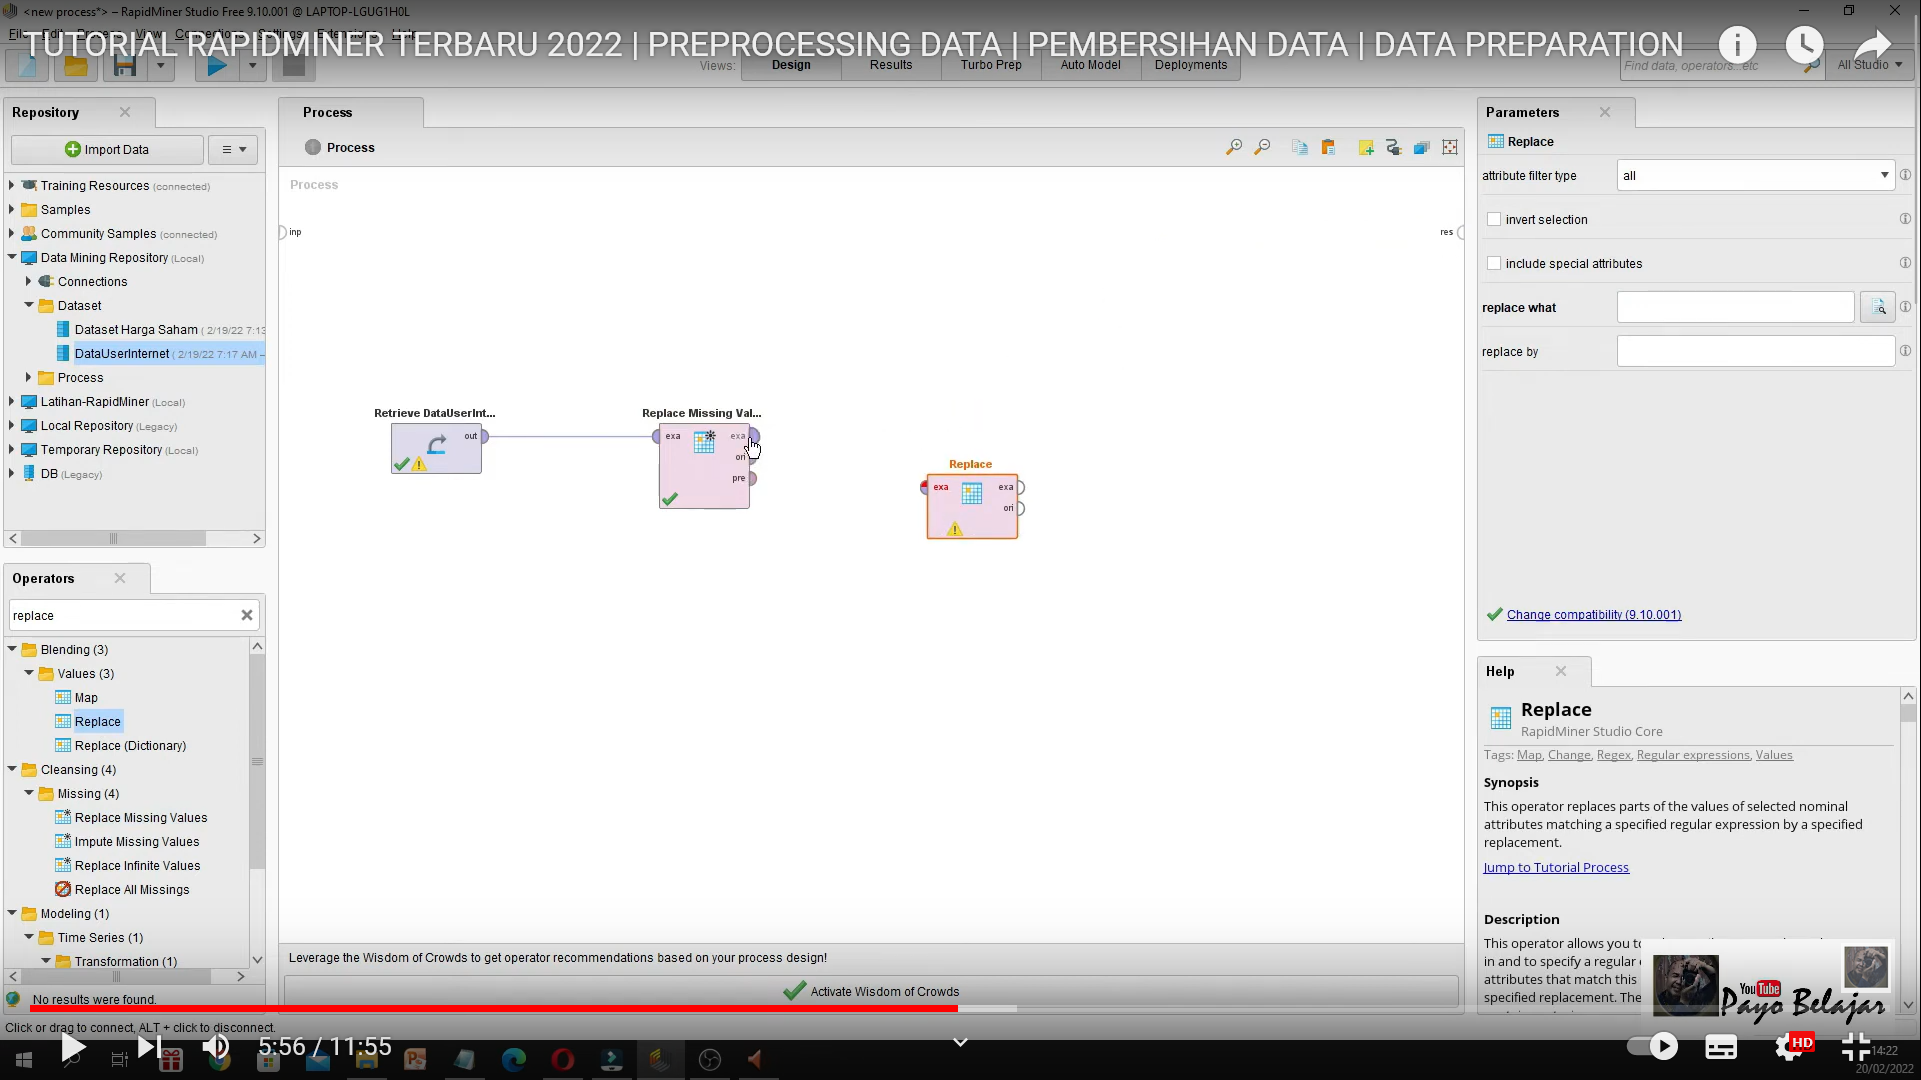 <new process*> – RapidMiner Studio Free 9.10.001 @ LAPTOP-LGUG1H0L
TUTORIAL RAPIDMINER TERBARU 2022 | PREPROCESSING DATA | PEMBERSIHAN DATA | DATA PREPARATION
Views: Design Results Turbo Prep Auto Model Deployments
Find data, operators...etc All Studio
Repository
Import Data
Training Resources (connected)
Samples
Community Samples (connected)
Data Mining Repository (Local)
Connections
Dataset
Dataset Harga Saham ( 2/19/22 7:13
DataUserInternet ( 2/19/22 7:17 AM –
Process
Latihan-RapidMiner (Local)
Local Repository (Legacy)
Temporary Repository (Local)
DB (Legacy)
Operators
replace
Blending (3)
Values (3)
Map
Replace
Replace (Dictionary)
Cleansing (4)
Missing (4)
Replace Missing Values
Impute Missing Values
Replace Infinite Values
Replace All Missings
Modeling (1)
Time Series (1)
Transformation (1)
No results were found.
Process
Process
Process
inp
res
Retrieve DataUserInt...
out
Replace Missing Val...
exa exa
ori
pre
Replace
exa exa
ori
Leverage the Wisdom of Crowds to get operator recommendations based on your process design!
Activate Wisdom of Crowds
Parameters
Replace
attribute filter type all
invert selection
include special attributes
replace what
replace by
Change compatibility (9.10.001)
Help
Replace
RapidMiner Studio Core
Tags: Map, Change, Regex, Regular expressions, Values
Synopsis
This operator replaces parts of the values of selected nominal
attributes matching a specified regular expression by a specified
replacement.
Jump to Tutorial Process
Description
This operator allows you to
in and to specify a regular
attributes that match this
specified replacement. The
YouTube
Payo Belajar
Click or drag to connect, ALT + click to disconnect.
5:56 / 11:55
HD
14:22
20/02/2022